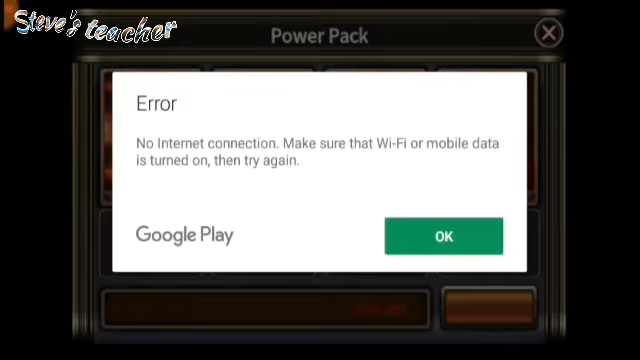 Steve's teacher
Power Pack
Error
No Internet connection. Make sure that Wi-Fi or mobile data
is turned on, then try again.
Google Play
OK